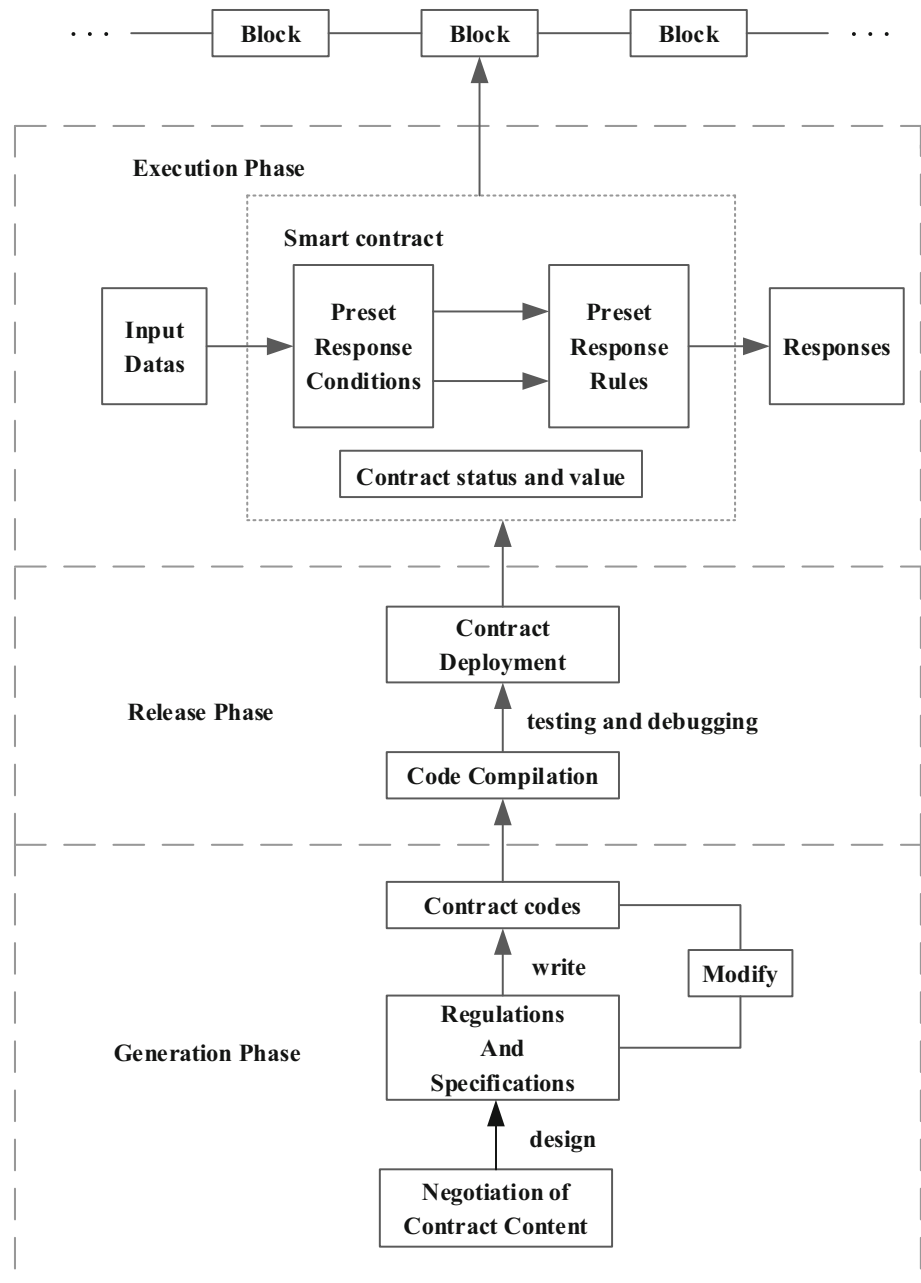 · · · Block Block Block · · ·
Execution Phase
Smart contract
Input
Datas
Preset
Response
Conditions
Preset
Response
Rules
Responses
Contract status and value
Contract
Deployment
Release Phase
testing and debugging
Code Compilation
Contract codes
write
Modify
Regulations
And
Specifications
Generation Phase
design
Negotiation of
Contract Content